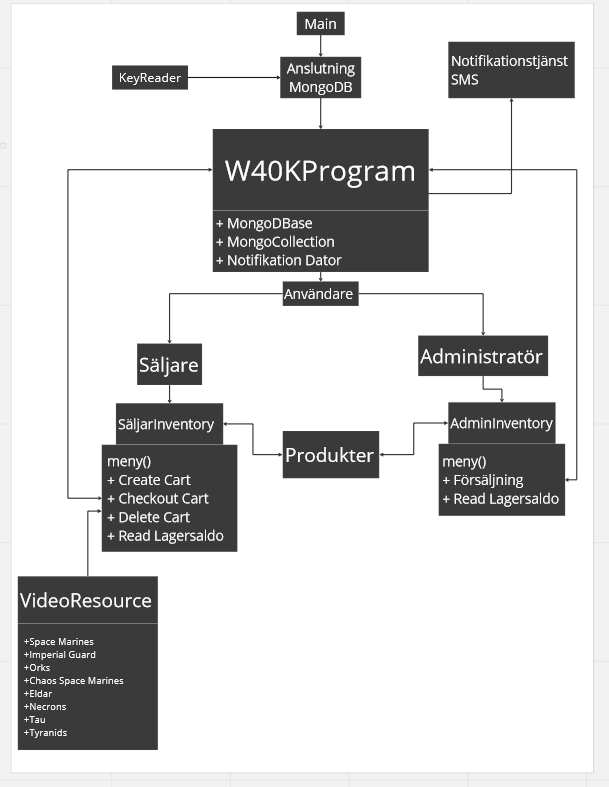 Main
KeyReader
Anslutning
MongoDB
Notifikationstjänst
SMS
W40KProgram
+ MongoDBase
+ MongoCollection
+ Notifikation Dator
Användare
Säljare
Administratör
SäljarInventory
AdminInventory
Produkter
meny()
+ Create Cart
+ Checkout Cart
+ Delete Cart
+ Read Lagersaldo
meny()
+ Försäljning
+ Read Lagersaldo
VideoResource
+Space Marines
+Imperial Guard
+Orks
+Chaos Space Marines
+Eldar
+Necrons
+Tau
+Tyranids